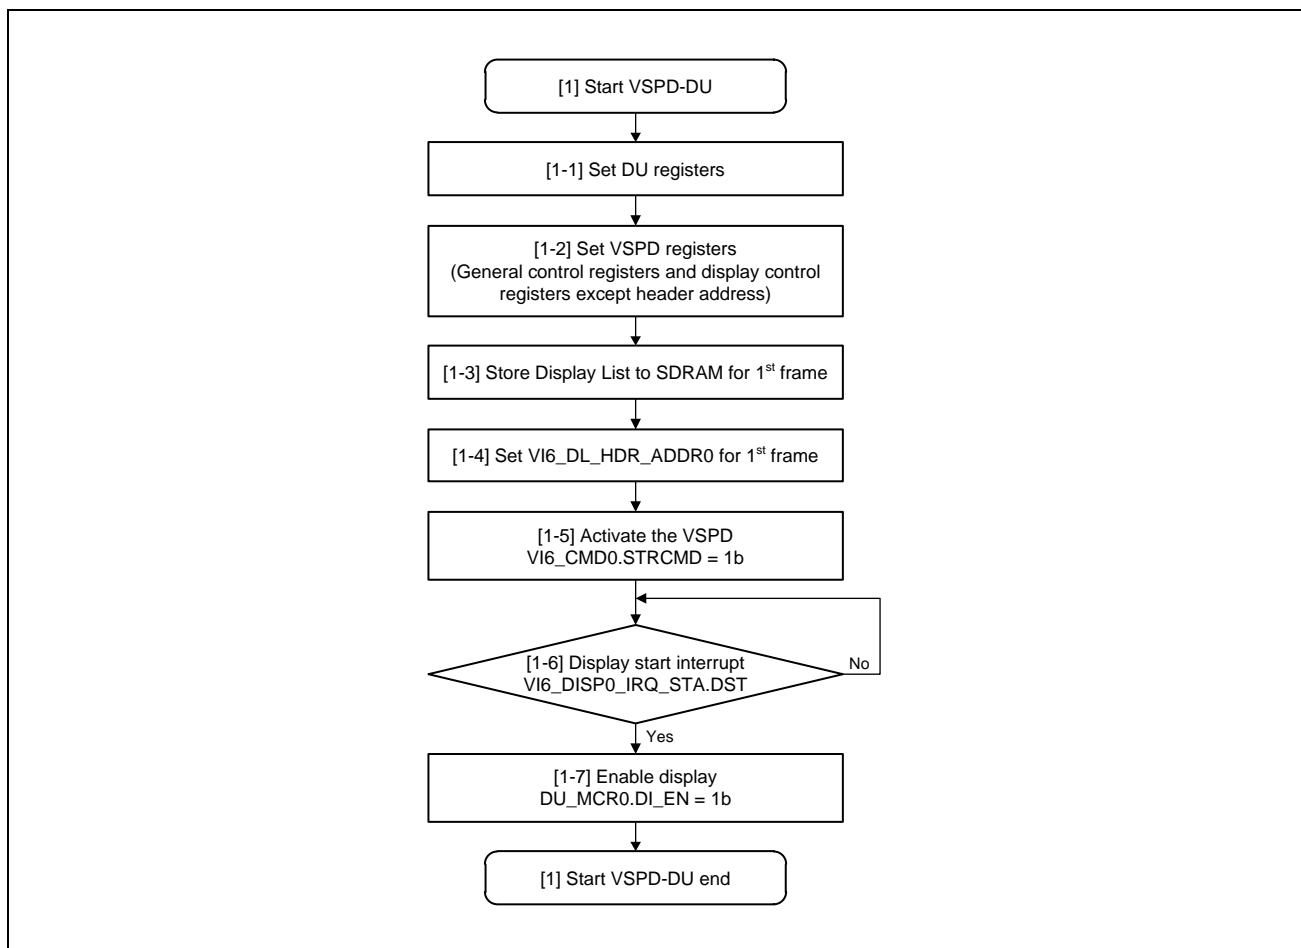 [1] Start VSPD-DU
[1-1] Set DU registers
[1-2] Set VSPD registers
(General control registers and display control
registers except header address)
[1-3] Store Display List to SDRAM for 1st frame
[1-4] Set VI6_DL_HDR_ADDR0 for 1st frame
[1-5] Activate the VSPD
VI6_CMD0.STRCMD = 1b
[1-6] Display start interrupt
VI6_DISP0_IRQ_STA.DST
No
Yes
[1-7] Enable display
DU_MCR0.DI_EN = 1b
[1] Start VSPD-DU end